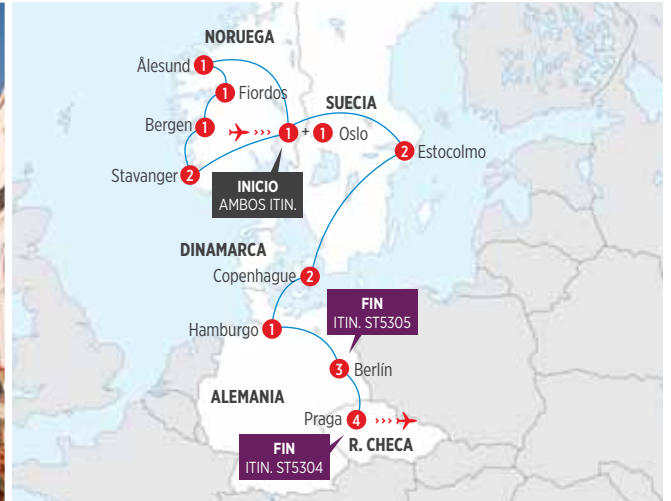 NORUEGA
Ålesund 1
1 Fiordos
SUECIA
Bergen 1
1 + 1 Oslo
2 Estocolmo
Stavanger 2
INICIO
AMBOS ITIN.
DINAMARCA
Copenhague 2
FIN
ITIN. ST5305
Hamburgo 1
3 Berlín
ALEMANIA
Praga 4
R. CHECA
FIN
ITIN. ST5304